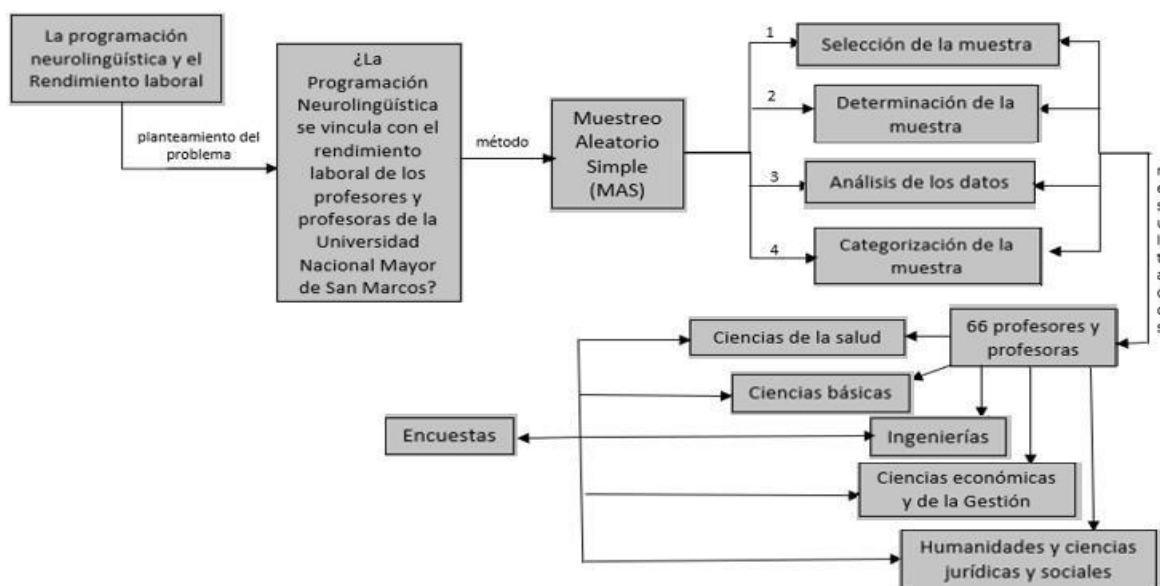 La programación
neurolingüística y el
Rendimiento laboral
planteamiento del
problema
¿La
Programación
Neurolingüística
se vincula con el
rendimiento
laboral de los
profesores y
profesoras de la
Universidad
Nacional Mayor
de San Marcos?
método
Muestreo
Aleatorio
Simple
(MAS)
1
Selección de la muestra
2
Determinación de la
muestra
3
Análisis de los datos
4
Categorización de la
muestra
resultados
66 profesores y
profesoras
Ciencias de la salud
Ciencias básicas
Encuestas
Ingenierías
Ciencias económicas
y de la Gestión
Humanidades y ciencias
jurídicas y sociales